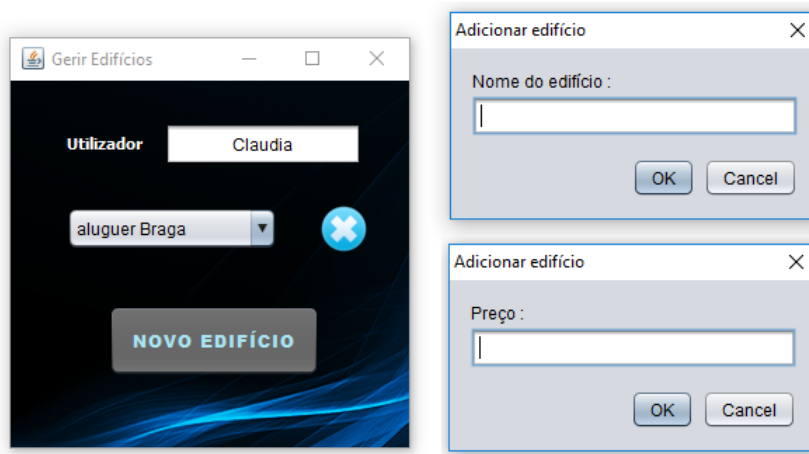 Gerir Edifícios
Utilizador Claudia
aluguer Braga
NOVO EDIFÍCIO
Adicionar edifício
Nome do edifício :
OK Cancel
Adicionar edifício
Preço :
OK Cancel